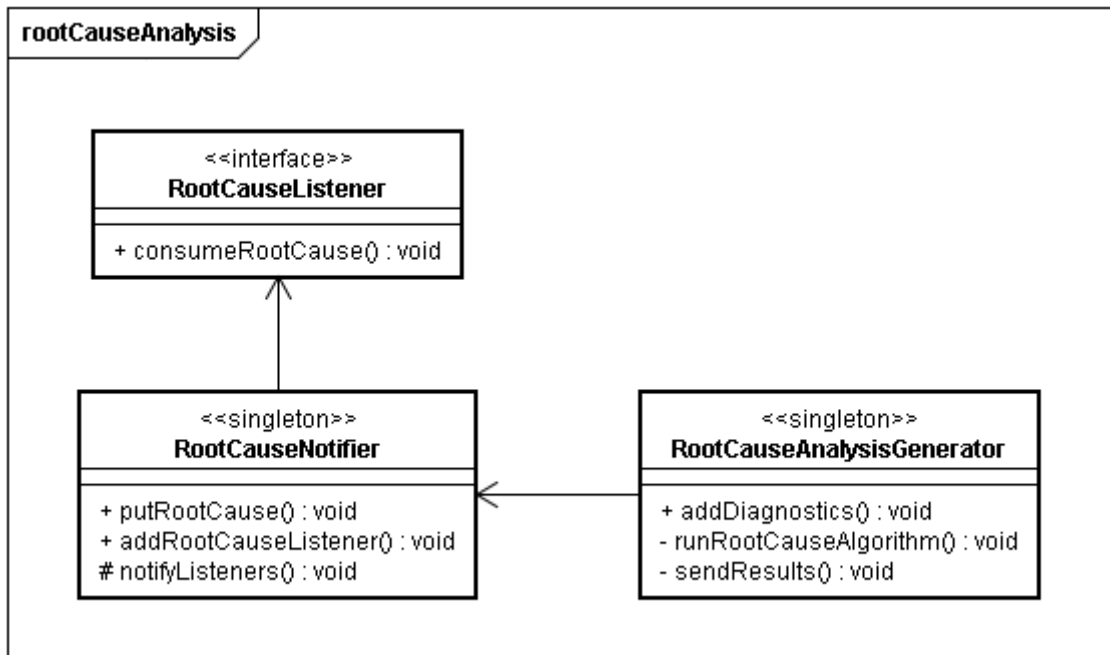 rootCauseAnalysis
<<interface>>
RootCauseListener
+ consumeRootCause() : void
<<singleton>>
RootCauseNotifier
+ putRootCause() : void
+ addRootCauseListener() : void
# notifyListeners() : void
<<singleton>>
RootCauseAnalysisGenerator
+ addDiagnostics() : void
- runRootCauseAlgorithm() : void
- sendResults() : void